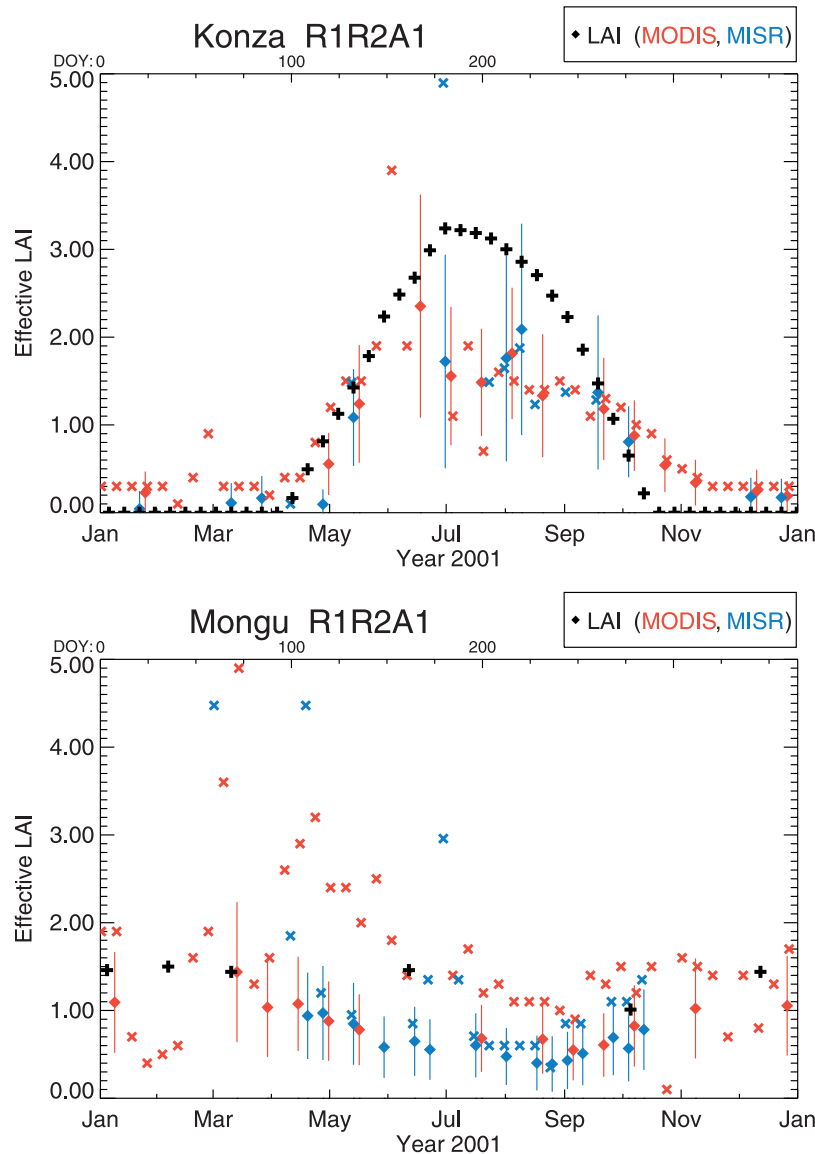 Konza R1R2A1
◆ LAI (MODIS, MISR)
DOY: 0 100 200
5.00
4.00
3.00
2.00
1.00
0.00
Effective LAI
Jan Mar May Jul Sep Nov Jan
Year 2001
Mongu R1R2A1
◆ LAI (MODIS, MISR)
DOY: 0 100 200
5.00
4.00
3.00
2.00
1.00
0.00
Effective LAI
Jan Mar May Jul Sep Nov Jan
Year 2001